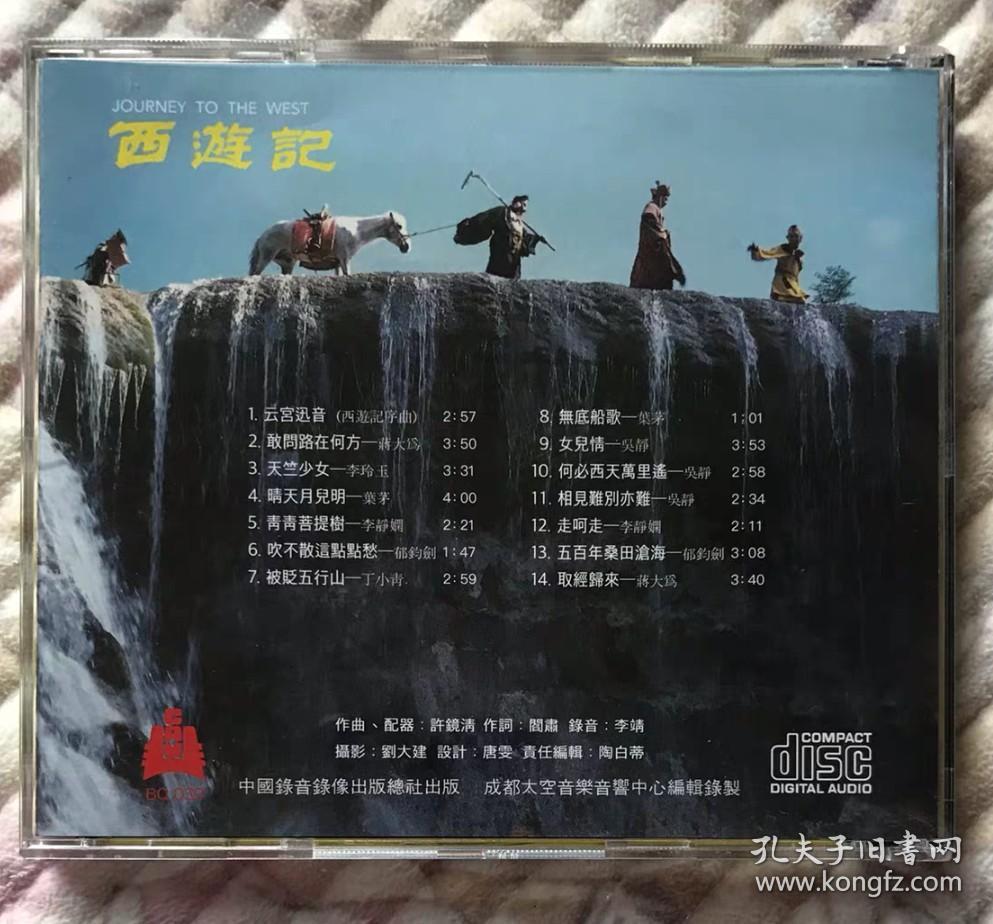 JOURNEY TO THE WEST
西遊記
1. 云宮迅音 (西遊記序曲) 2:57
2. 敢問路在何方—蔣大爲 3:50
3. 天竺少女—李玲玉 3:31
4. 晴天月兒明—葉茅 4:00
5. 青青菩提樹—李靜嫻 2:21
6. 吹不散這點點愁—郁鈞劍 1:47
7. 被貶五行山—丁小青 2:59
8. 無底船歌—葉茅 1:01
9. 女兒情—吳靜 3:53
10. 何必西天萬里遙—吳靜 2:58
11. 相見難別亦難—吳靜 2:34
12. 走呵走—李靜嫻 2:11
13. 五百年桑田滄海—郁鈞劍 3:08
14. 取經歸來—蔣大爲 3:40
作曲、配器:許鏡淸 作詞:閻肅 錄音:李靖
攝影:劉大建 設計:唐雯 責任編輯:陶白蒂
中國錄音錄像出版總社出版 成都太空音樂音響中心編輯錄製
COMPACT
disc
DIGITAL AUDIO
孔夫子旧書网
www.kongfz.com